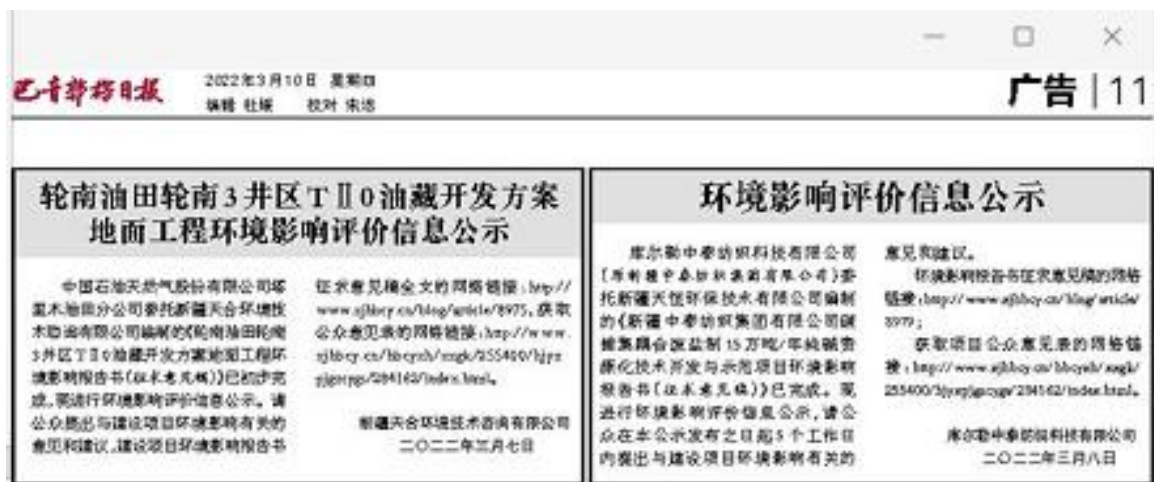 巴音郭楞日报
2022年3月10日 星期四
编辑 杜 校对 朱
广告 | 11
轮南油田轮南3井区TⅡ0油藏开发方案
地面工程环境影响评价信息公示
中国石油天然气股份有限公司塔
里木油田分公司委托新疆天合环境技
术咨询有限公司编制的《轮南油田轮南
3井区TⅡ0油藏开发方案地面工程环
境影响报告书(征求意见稿)》已初步完
成,现进行环境影响评价信息公示。请
公众提出与建设项目环境影响有关的
意见和建议,建设项目环境影响报告书
征求意见稿全文的网络链接:http://
www.xjhbcy.cn/blog/article/8975,获取
公众意见表的网络链接:http://www.
xjhbcy.cn/hbcyxh/xxgk/255400/hjyx
pjgscpgs/284162/index.html。
新疆天合环境技术咨询有限公司
二〇二二年三月七日
环境影响评价信息公示
库尔勒中泰纺织科技有限公司
(原新疆中泰纺织集团有限公司)委
托新疆天恒环保技术有限公司编制
的《新疆中泰纺织集团有限公司碳
捕集耦合废盐制15万吨/年纯碱资
源化技术开发与示范项目环境影响
报告书(征求意见稿)》已完成。现
进行环境影响评价信息公示,请公
众在本公示发布之日起5个工作日
内提出与建设项目环境影响有关的
意见和建议。
环境影响报告书征求意见稿的网络
链接:http://www.xjhbcy.cn/blog/article/
8979;
获取项目公众意见表的网络链
接:http://www.xjhbcy.cn/hbcyxh/xxgk/
255400/hjyxpjgscpgs/284162/index.html。
库尔勒中泰纺织科技有限公司
二〇二二年三月八日